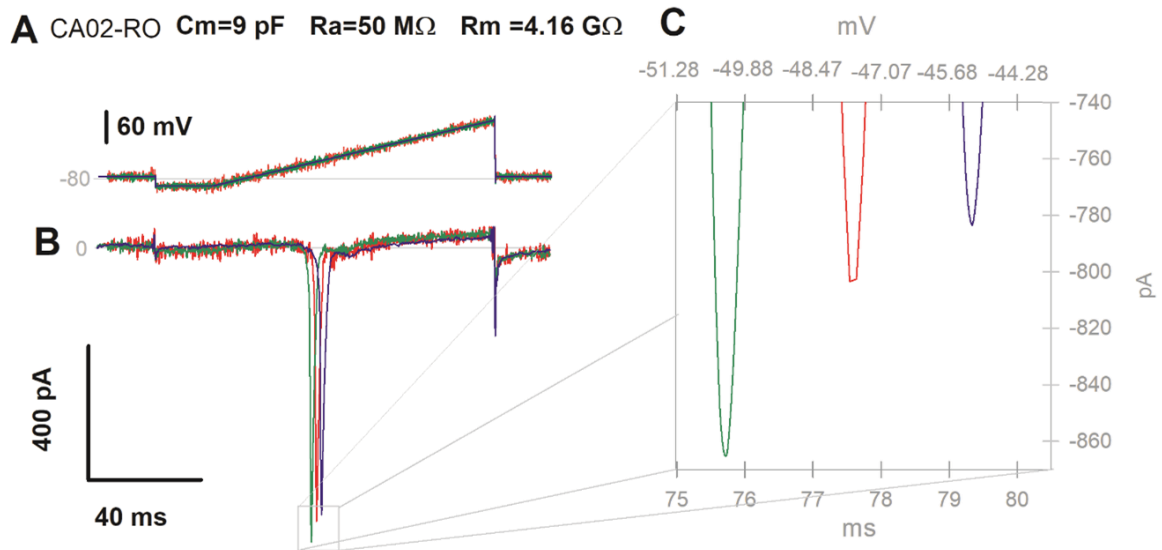 A CA02-RO Cm=9 pF Ra=50 MΩ Rm =4.16 GΩ
60 mV
-80
B
0
400 pA
40 ms
C
mV
-51.28 -49.88 -48.47 -47.07 -45.68 -44.28
-740
-760
-780
-800
-820
-840
-860
pA
75 76 77 78 79 80
ms